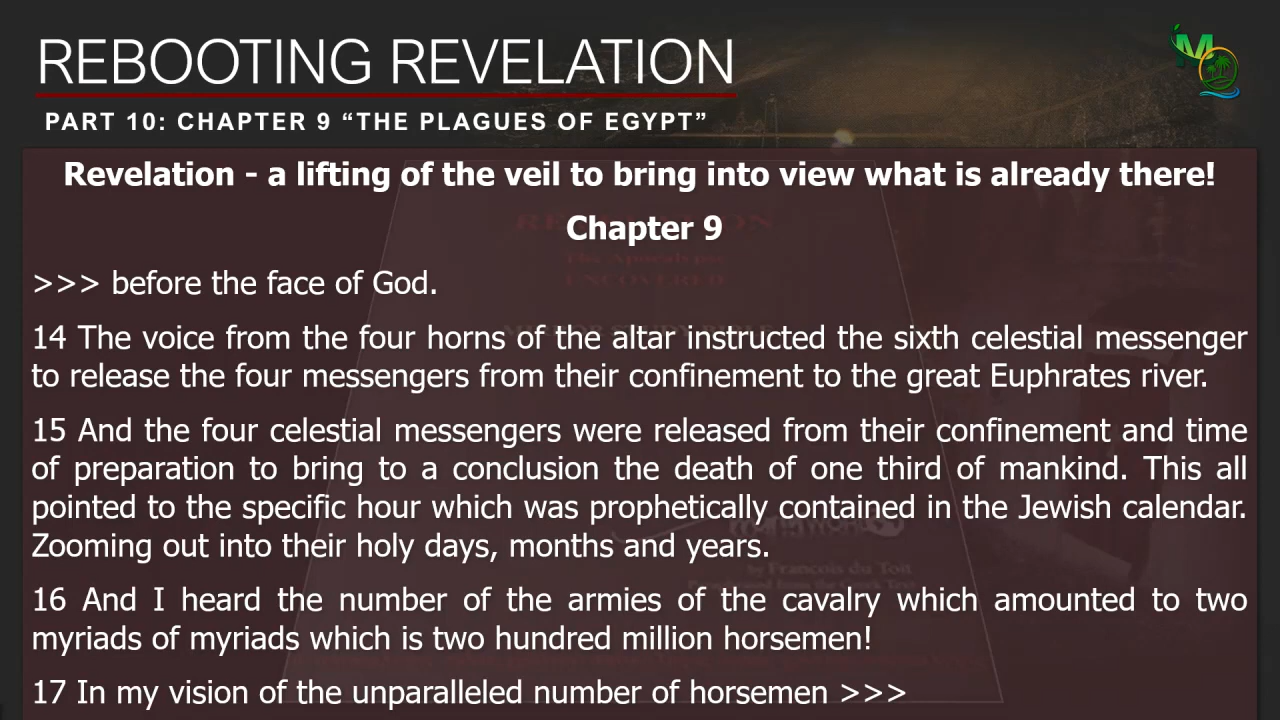 REBOOTING REVELATION
M
PART 10: CHAPTER 9 “THE PLAGUES OF EGYPT”
Revelation - a lifting of the veil to bring into view what is already there!
Chapter 9
>>> before the face of God.
14 The voice from the four horns of the altar instructed the sixth celestial messenger
to release the four messengers from their confinement to the great Euphrates river.
15 And the four celestial messengers were released from their confinement and time
of preparation to bring to a conclusion the death of one third of mankind. This all
pointed to the specific hour which was prophetically contained in the Jewish calendar.
Zooming out into their holy days, months and years.
16 And I heard the number of the armies of the cavalry which amounted to two
myriads of myriads which is two hundred million horsemen!
17 In my vision of the unparalleled number of horsemen >>>